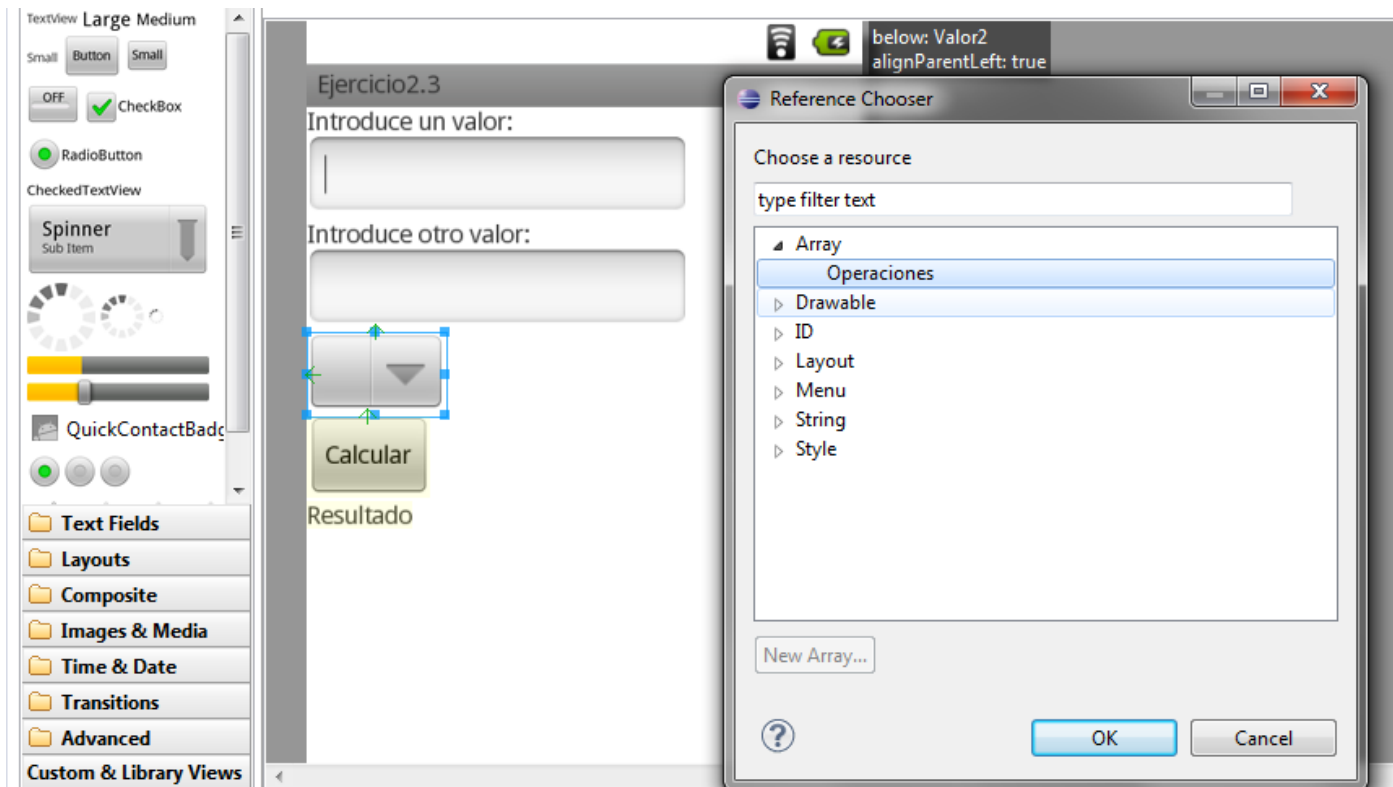 TextView Large Medium
Small Button Small
OFF CheckBox
RadioButton
CheckedTextView
Spinner
Sub Item
QuickContactBadg
Text Fields
Layouts
Composite
Images & Media
Time & Date
Transitions
Advanced
Custom & Library Views
Ejercicio2.3
Introduce un valor:
Introduce otro valor:
Calcular
Resultado
below: Valor2
alignParentLeft: true
Reference Chooser
Choose a resource
type filter text
Array
Operaciones
Drawable
ID
Layout
Menu
String
Style
New Array...
OK
Cancel